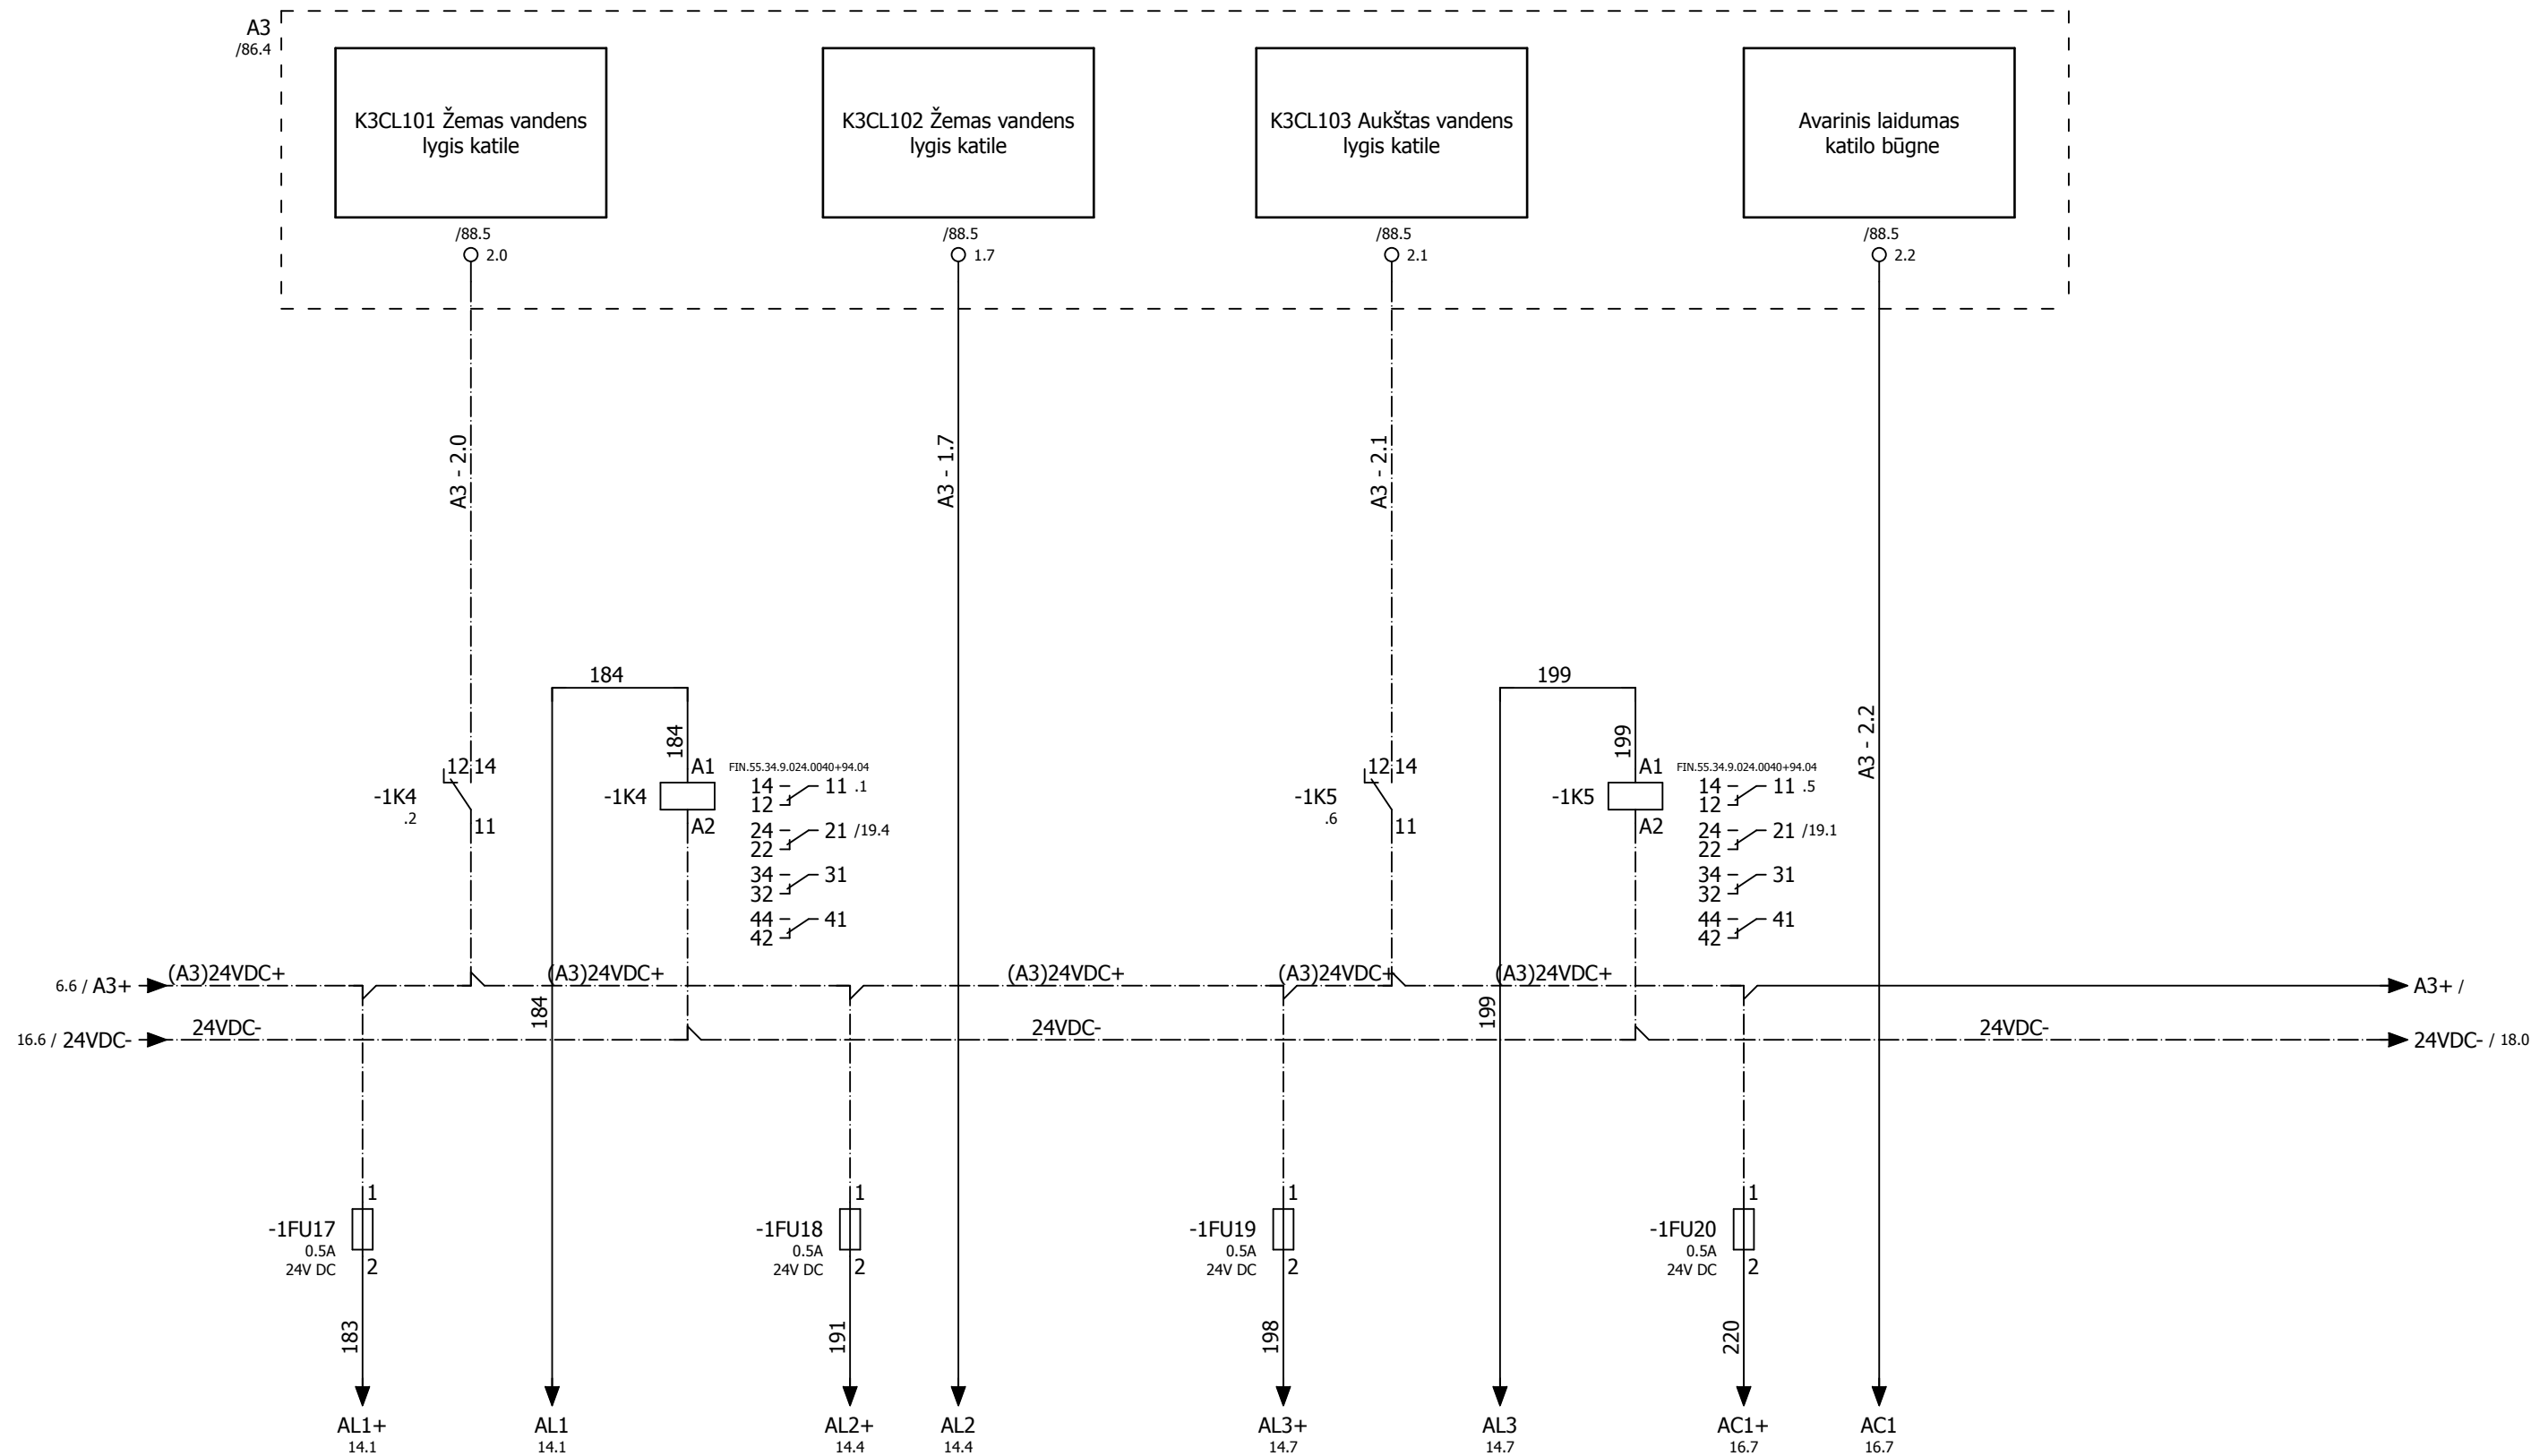 A3
/86.4
K3CL101 Žemas vandens
lygis katile
K3CL102 Žemas vandens
lygis katile
K3CL103 Aukštas vandens
lygis katile
Avarinis laidumas
katilo būgne
/88.5
2.0
/88.5
1.7
/88.5
2.1
/88.5
2.2
A3 - 2.0
A3 - 1.7
A3 - 2.1
A3 - 2.2
184
184
199
199
12 14
-1K4
.2
11
-1K4
A1
A2
FIN.55.34.9.024.0040+94.04
14 11 .1
12
24 21 /19.4
22
34 31
32
44 41
42
12 14
-1K5
.6
11
-1K5
A1
A2
FIN.55.34.9.024.0040+94.04
14 11 .5
12
24 21 /19.1
22
34 31
32
44 41
42
6.6 / A3+
(A3)24VDC+
(A3)24VDC+
(A3)24VDC+
(A3)24VDC+
(A3)24VDC+
A3+ /
184
199
16.6 / 24VDC-
24VDC-
24VDC-
24VDC-
24VDC- / 18.0
1
-1FU17
0.5A
24V DC
2
1
-1FU18
0.5A
24V DC
2
1
-1FU19
0.5A
24V DC
2
1
-1FU20
0.5A
24V DC
2
183
191
198
220
AL1+
14.1
AL1
14.1
AL2+
14.4
AL2
14.4
AL3+
14.7
AL3
14.7
AC1+
16.7
AC1
16.7